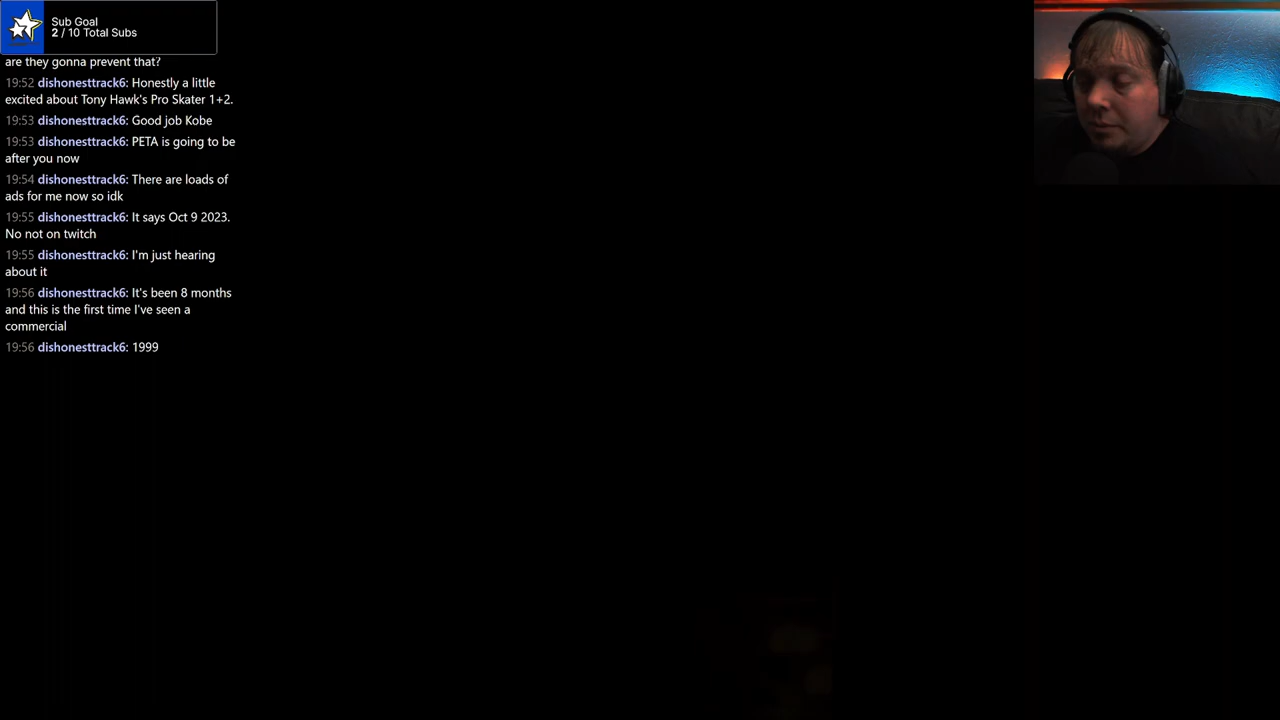 Sub Goal
2 / 10 Total Subs
are they gonna prevent that?
19:52 dishonesttrack6: Honestly a little
excited about Tony Hawk's Pro Skater 1+2.
19:53 dishonesttrack6: Good job Kobe
19:53 dishonesttrack6: PETA is going to be
after you now
19:54 dishonesttrack6: There are loads of
ads for me now so idk
19:55 dishonesttrack6: It says Oct 9 2023.
No not on twitch
19:55 dishonesttrack6: I'm just hearing
about it
19:56 dishonesttrack6: It's been 8 months
and this is the first time I've seen a
commercial
19:56 dishonesttrack6: 1999